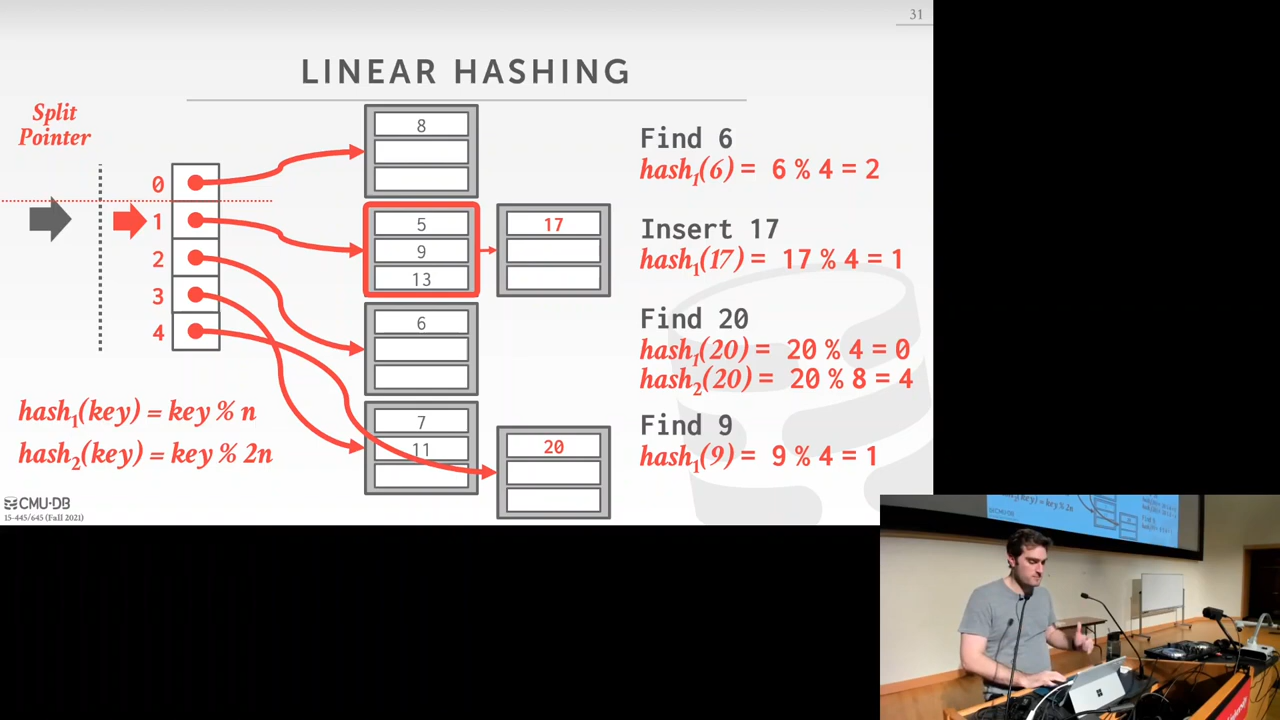 31
LINEAR HASHING
Split
Pointer
0
1
2
3
4
8
5
9
13
17
6
7
11
20
Find 6
hash1(6) = 6 % 4 = 2
Insert 17
hash1(17) = 17 % 4 = 1
Find 20
hash1(20) = 20 % 4 = 0
hash2(20) = 20 % 8 = 4
Find 9
hash1(9) = 9 % 4 = 1
hash1(key) = key % n
hash2(key) = key % 2n
CMU·DB
15-445/645 (Fall 2021)